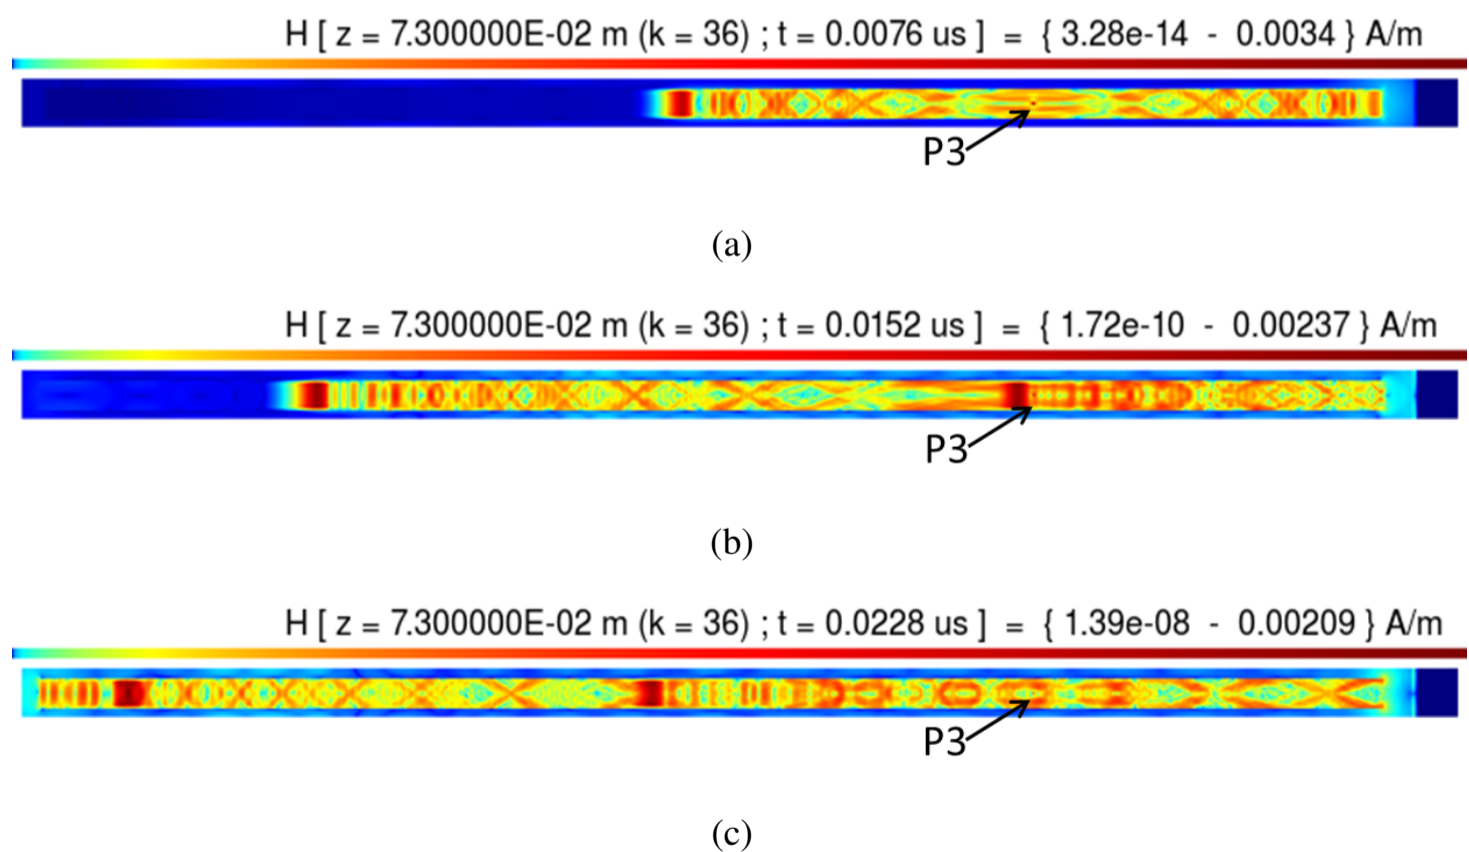 H [ z = 7.300000E-02 m (k = 36) ; t = 0.0076 us ] = { 3.28e-14 - 0.0034 } A/m
P3
(a)
H [ z = 7.300000E-02 m (k = 36) ; t = 0.0152 us ] = { 1.72e-10 - 0.00237 } A/m
P3
(b)
H [ z = 7.300000E-02 m (k = 36) ; t = 0.0228 us ] = { 1.39e-08 - 0.00209 } A/m
P3
(c)